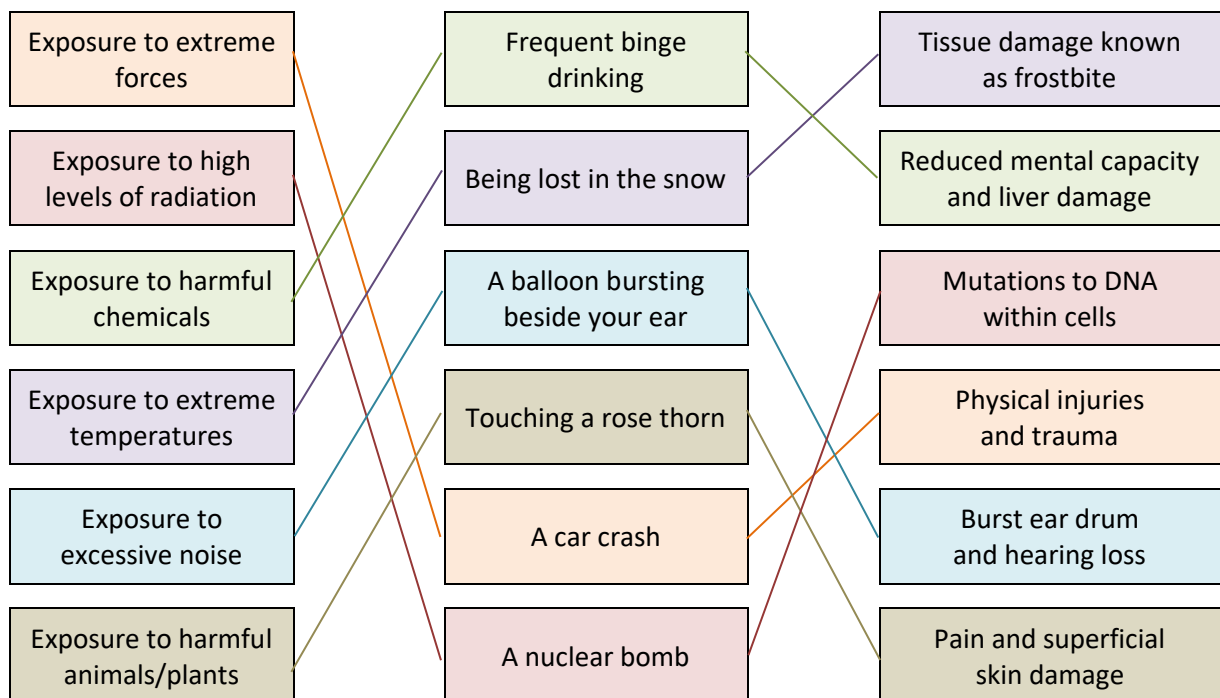 Exposure to extreme
forces
Frequent binge
drinking
Tissue damage known
as frostbite
Exposure to high
levels of radiation
Being lost in the snow
Reduced mental capacity
and liver damage
Exposure to harmful
chemicals
A balloon bursting
beside your ear
Mutations to DNA
within cells
Exposure to extreme
temperatures
Touching a rose thorn
Physical injuries
and trauma
Exposure to
excessive noise
A car crash
Burst ear drum
and hearing loss
Exposure to harmful
animals/plants
A nuclear bomb
Pain and superficial
skin damage